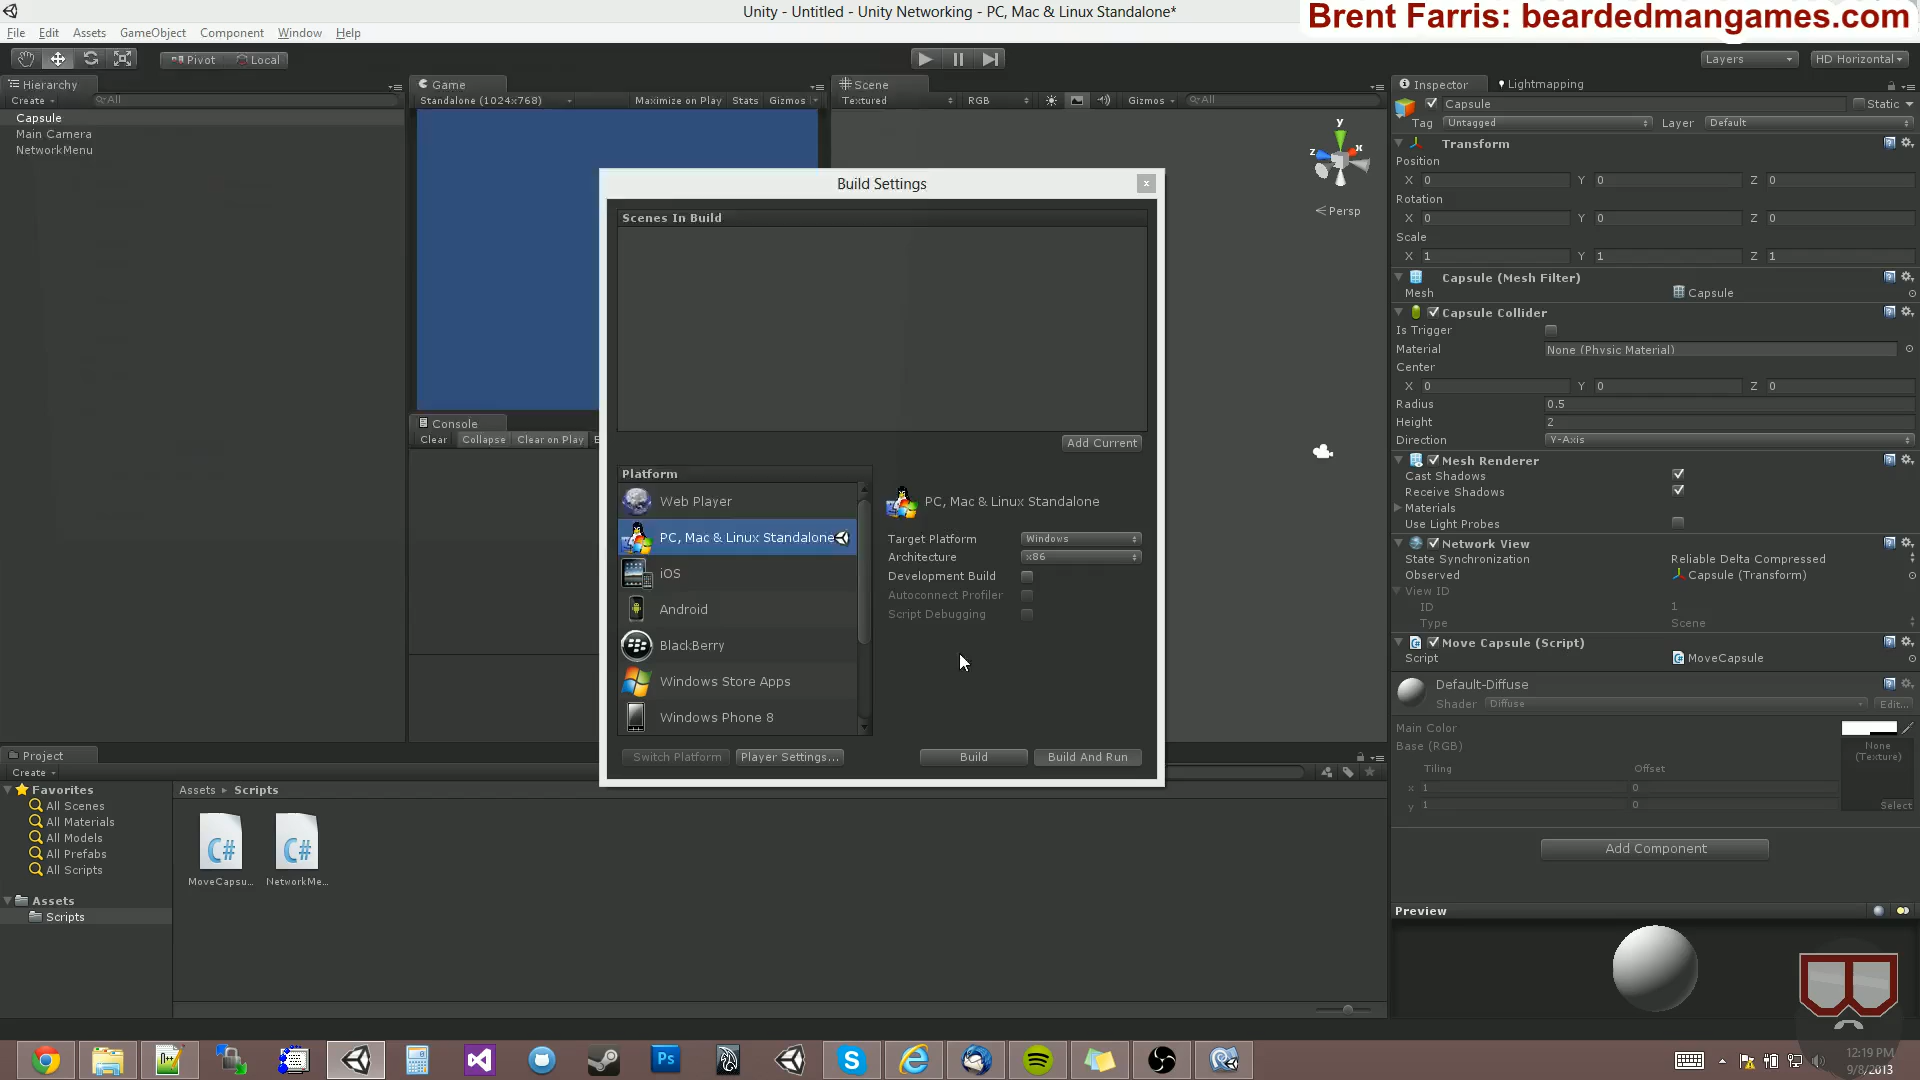 Unity - Untitled - Unity Networking - PC, Mac & Linux Standalone*
Brent Farris: beardedmangames.com
File Edit Assets GameObject Component Window Help
Pivot Local
Layers HD Horizontal
Hierarchy
Create All
Capsule
Main Camera
NetworkMenu
Game
Standalone (1024x768) Maximize on Play Stats Gizmos
Scene
Textured RGB Gizmos All
y
x
z
Persp
Console
Clear Collapse Clear on Play
Build Settings
x
Scenes In Build
Add Current
Platform
Web Player
PC, Mac & Linux Standalone
iOS
Android
BlackBerry
Windows Store Apps
Windows Phone 8
PC, Mac & Linux Standalone
Target Platform Windows
Architecture x86
Development Build
Autoconnect Profiler
Script Debugging
Switch Platform Player Settings... Build Build And Run
Inspector Lightmapping
Capsule Static
Tag Untagged Layer Default
Transform
Position
X 0 Y 0 Z 0
Rotation
X 0 Y 0 Z 0
Scale
X 1 Y 1 Z 1
Capsule (Mesh Filter)
Mesh Capsule
Capsule Collider
Is Trigger
Material None (Physic Material)
Center
X 0 Y 0 Z 0
Radius 0.5
Height 2
Direction Y-Axis
Mesh Renderer
Cast Shadows
Receive Shadows
Materials
Use Light Probes
Network View
State Synchronization Reliable Delta Compressed
Observed Capsule (Transform)
View ID
ID 1
Type Scene
Move Capsule (Script)
Script MoveCapsule
Default-Diffuse
Shader Diffuse Edit...
Main Color
Base (RGB)
None
(Texture)
Tiling Offset
x 1 0
y 1 0
Select
Add Component
Preview
Project
Create
Favorites
All Scenes
All Materials
All Models
All Prefabs
All Scripts
Assets
Scripts
Assets Scripts
C# C#
MoveCapsu... NetworkMe...
Ps
S
12:19 PM
9/8/2013